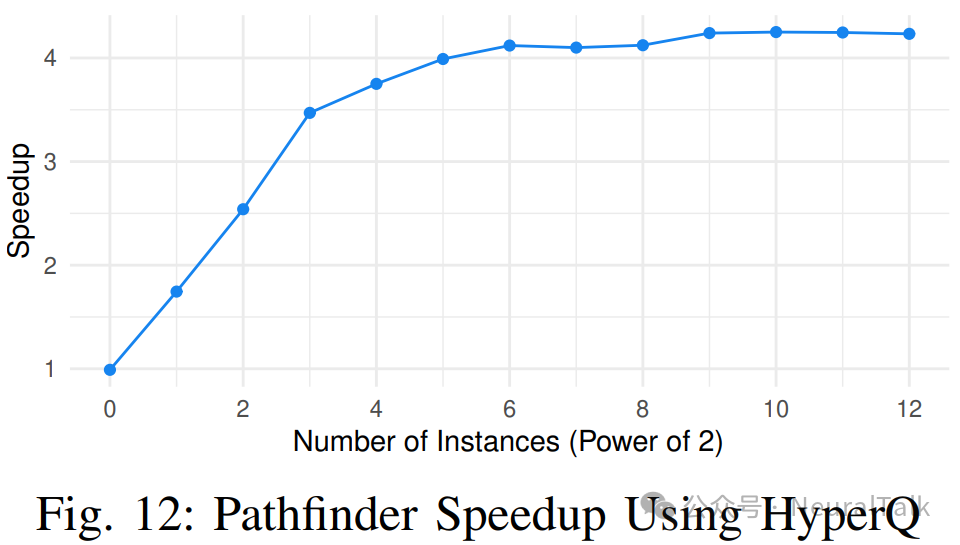 4
3
2
1
Speedup
0 2 4 6 8 10 12
Number of Instances (Power of 2)
Fig. 12: Pathfinder Speedup Using HyperQ
公众号 · NeuralTalk